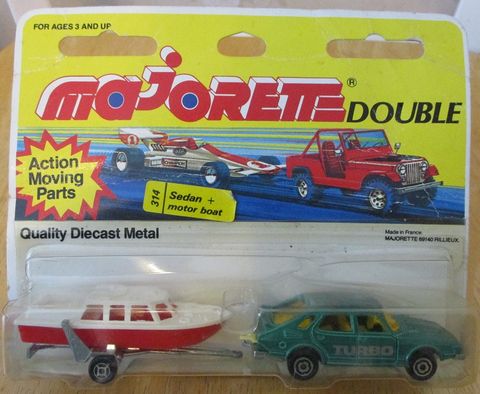 FOR AGES 3 AND UP
MAJORETTE ® DOUBLE
Action
Moving
Parts
314
Sedan +
motor boat
Quality Diecast Metal
Made in France.
MAJORETTE 69140 RILLIEUX.
TURBO